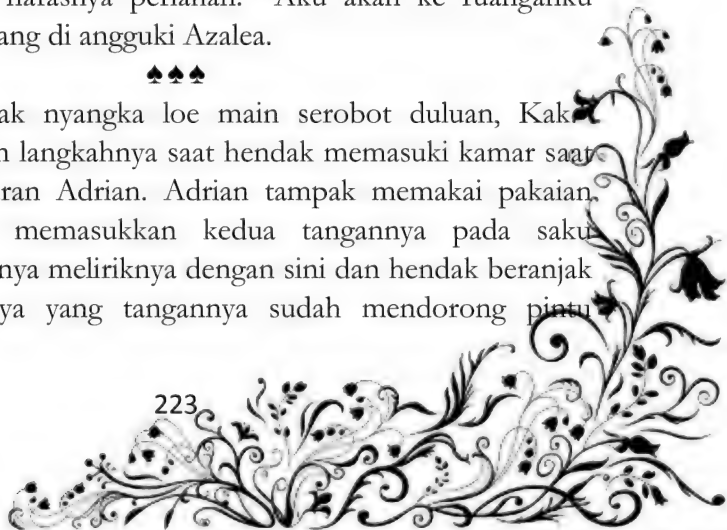 nafasnya perlahan. "Aku akan ke ruanganku
ang di angguki Azalea.
♠♠♠
ak nyangka loe main serobot duluan, Kak
n langkahnya saat hendak memasuki kamar saat
ran Adrian. Adrian tampak memakai pakaian
memasukkan kedua tangannya pada saku
nya meliriknya dengan sini dan hendak beranjak
ya yang tangannya sudah mendorong pintu
223